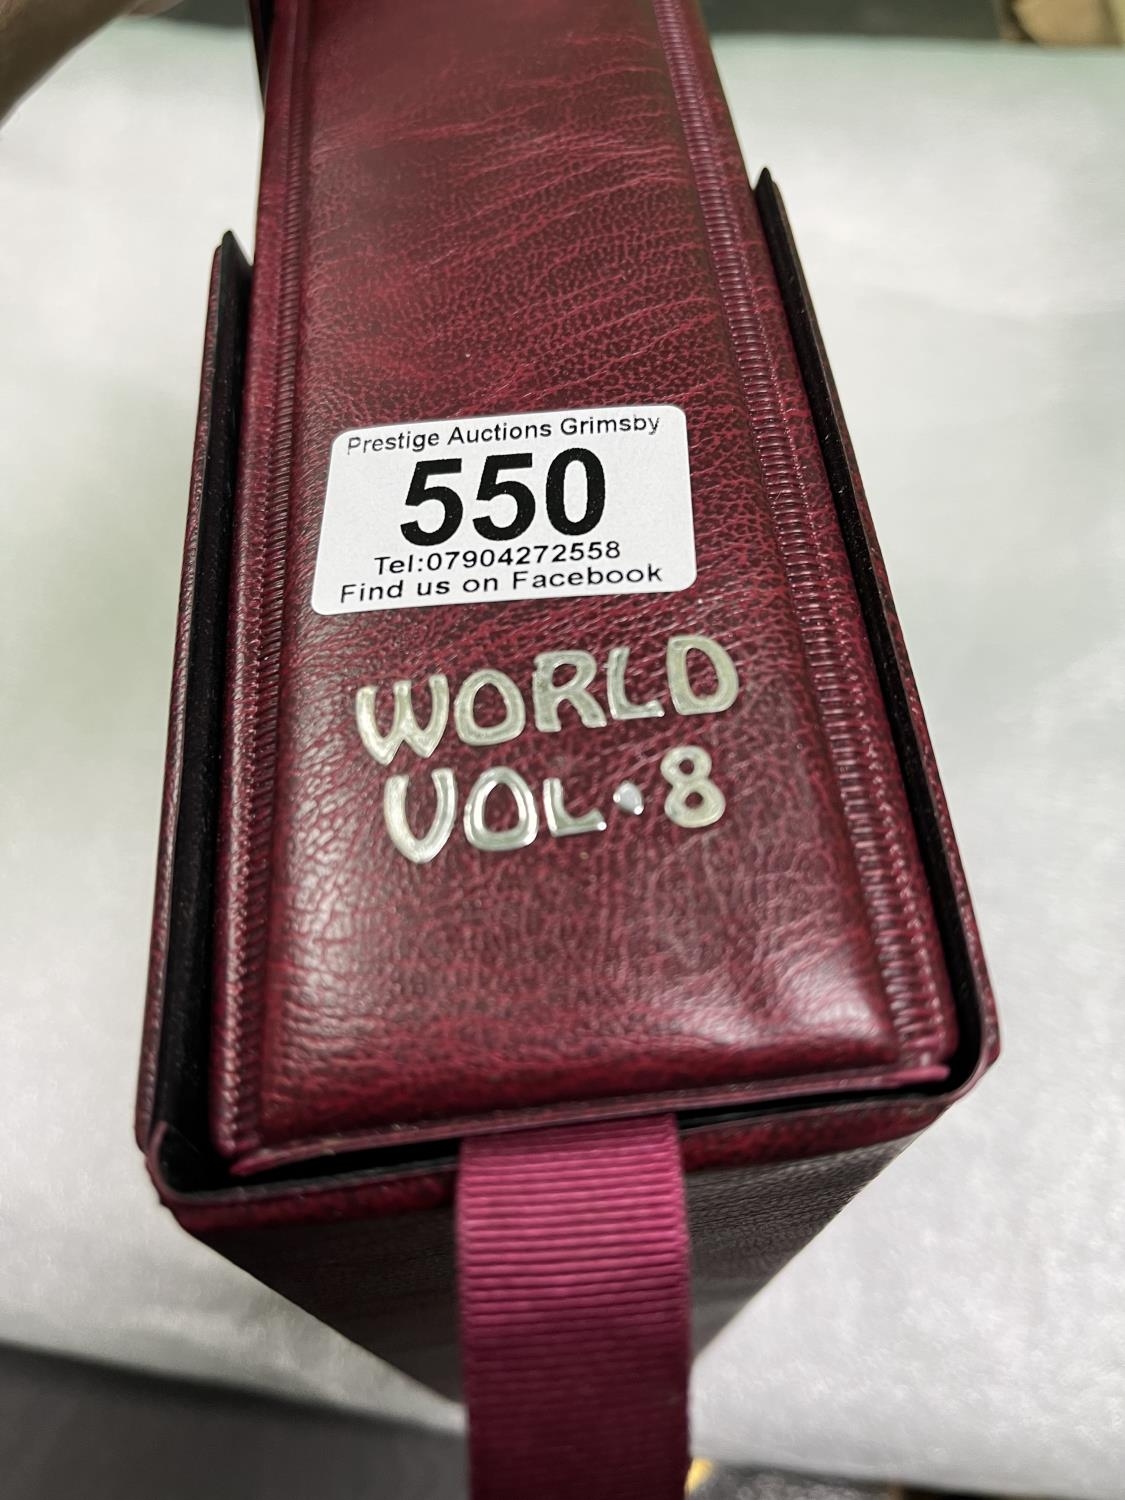 Prestige Auctions Grimsby
550
Tel:07904272558
Find us on Facebook
WORLD
VOL.8